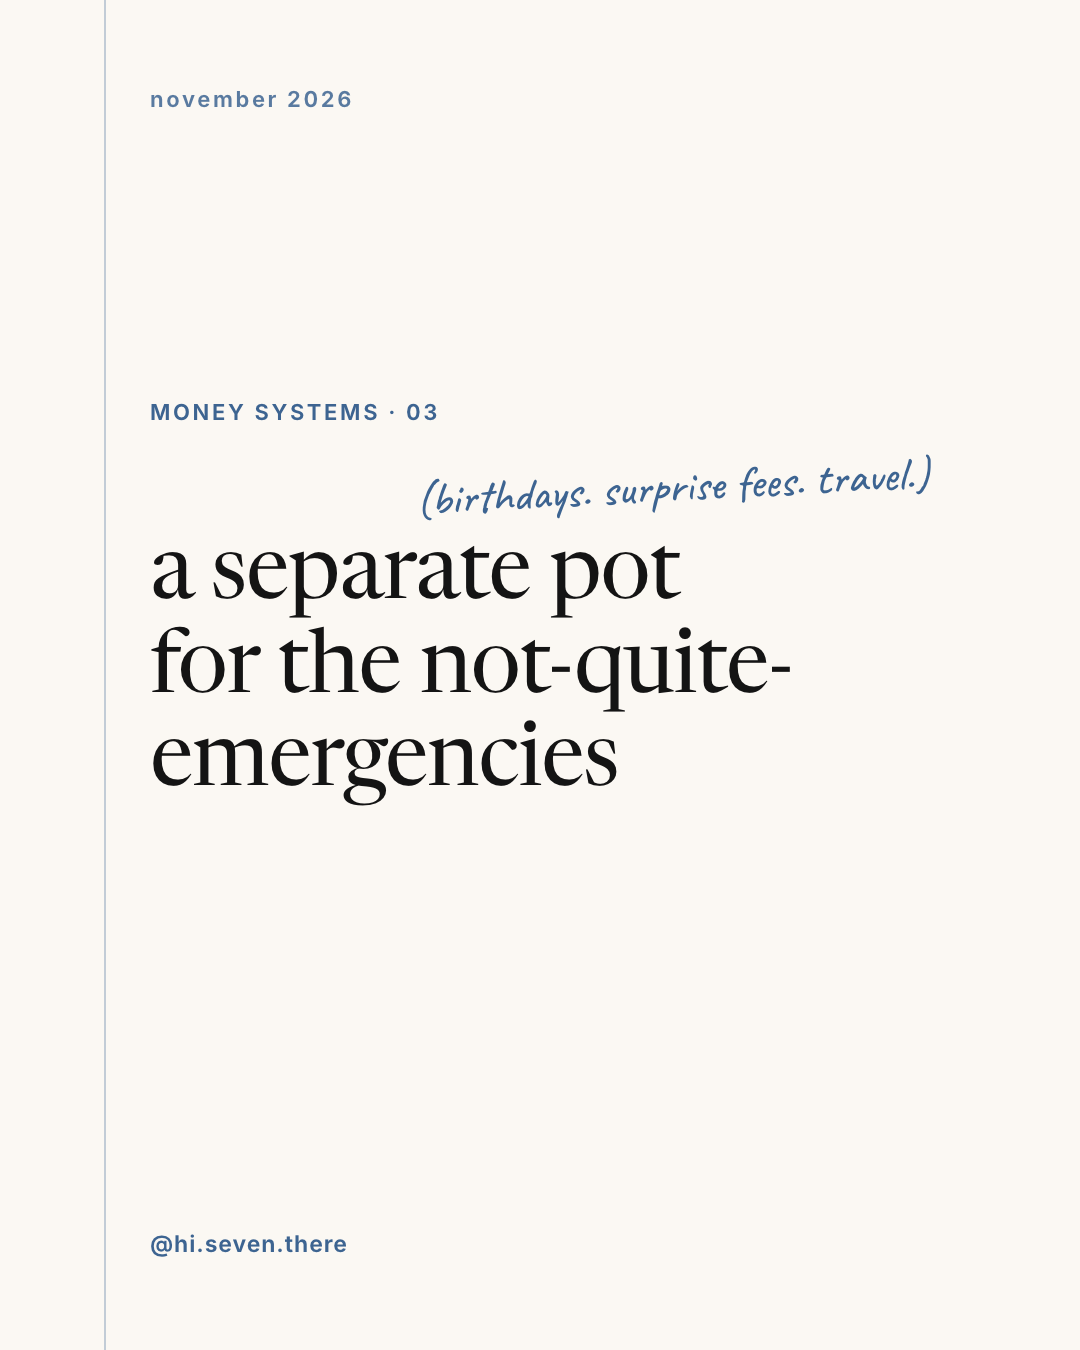 november 2026
MONEY SYSTEMS · 03
(birthdays. surprise fees. travel.)
a separate pot
for the not-quite-
emergencies
@hi.seven.there